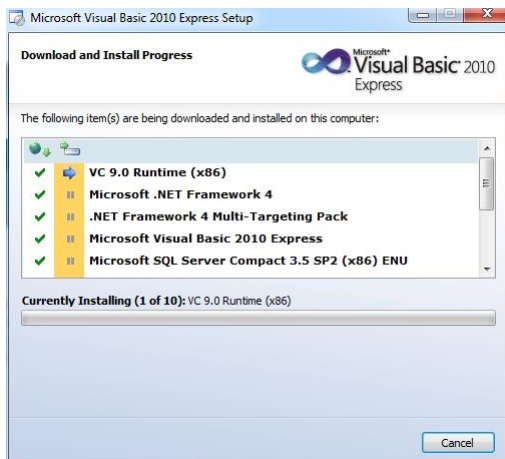 Microsoft Visual Basic 2010 Express Setup
Download and Install Progress
Microsoft®
Visual Basic® 2010
Express
The following item(s) are being downloaded and installed on this computer:
VC 9.0 Runtime (x86)
Microsoft .NET Framework 4
.NET Framework 4 Multi-Targeting Pack
Microsoft Visual Basic 2010 Express
Microsoft SQL Server Compact 3.5 SP2 (x86) ENU
Currently Installing (1 of 10): VC 9.0 Runtime (x86)
Cancel